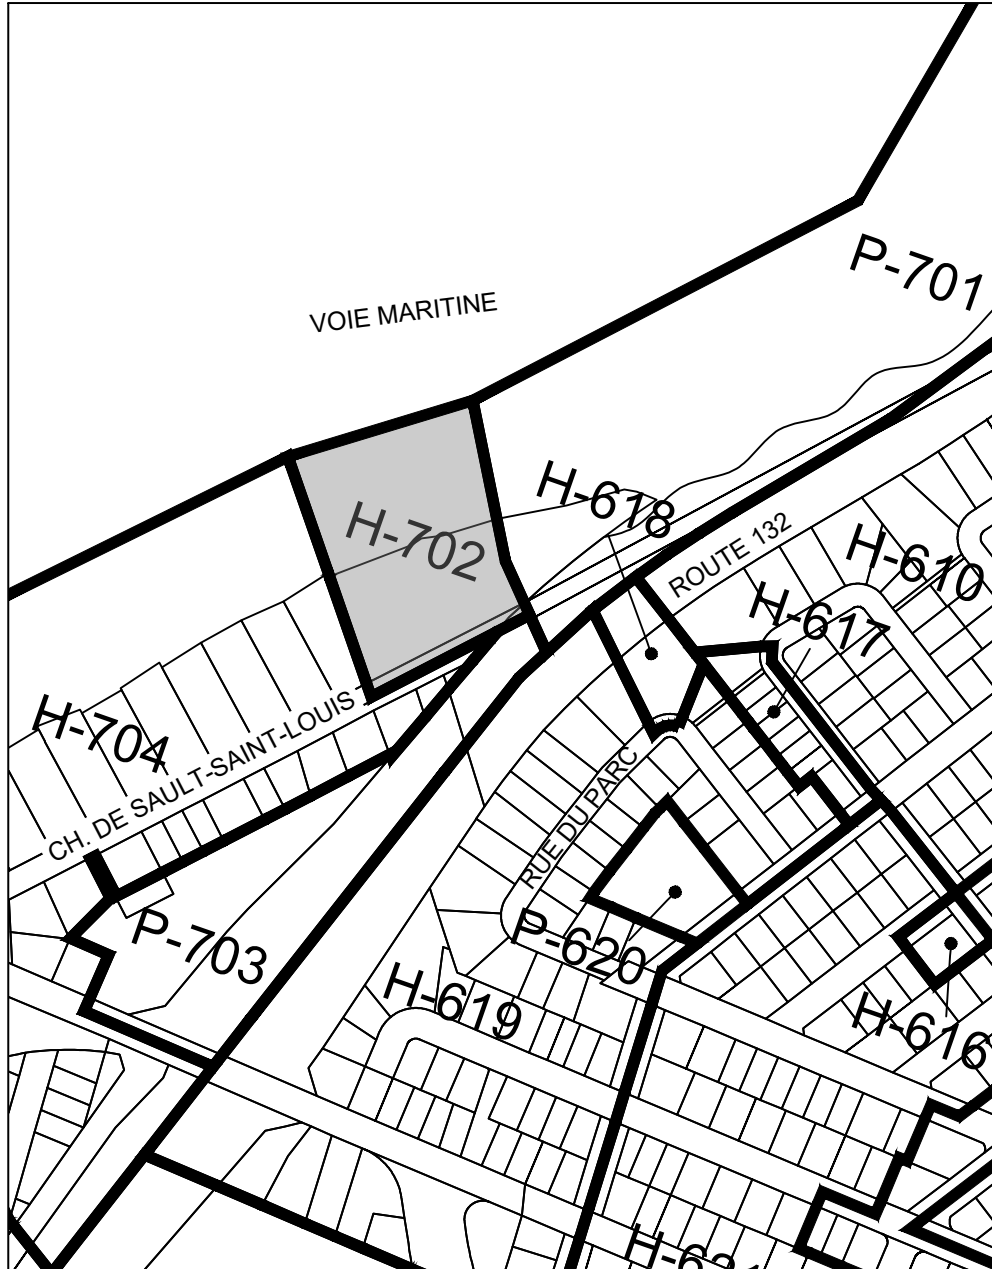 P-701
VOIE MARITINE
H-618
H-702
ROUTE 132
H-610
H-617
H-704
CH. DE SAULT-SAINT-LOUIS
RUE DU PARC
P-703
P-620
H-619
H-616